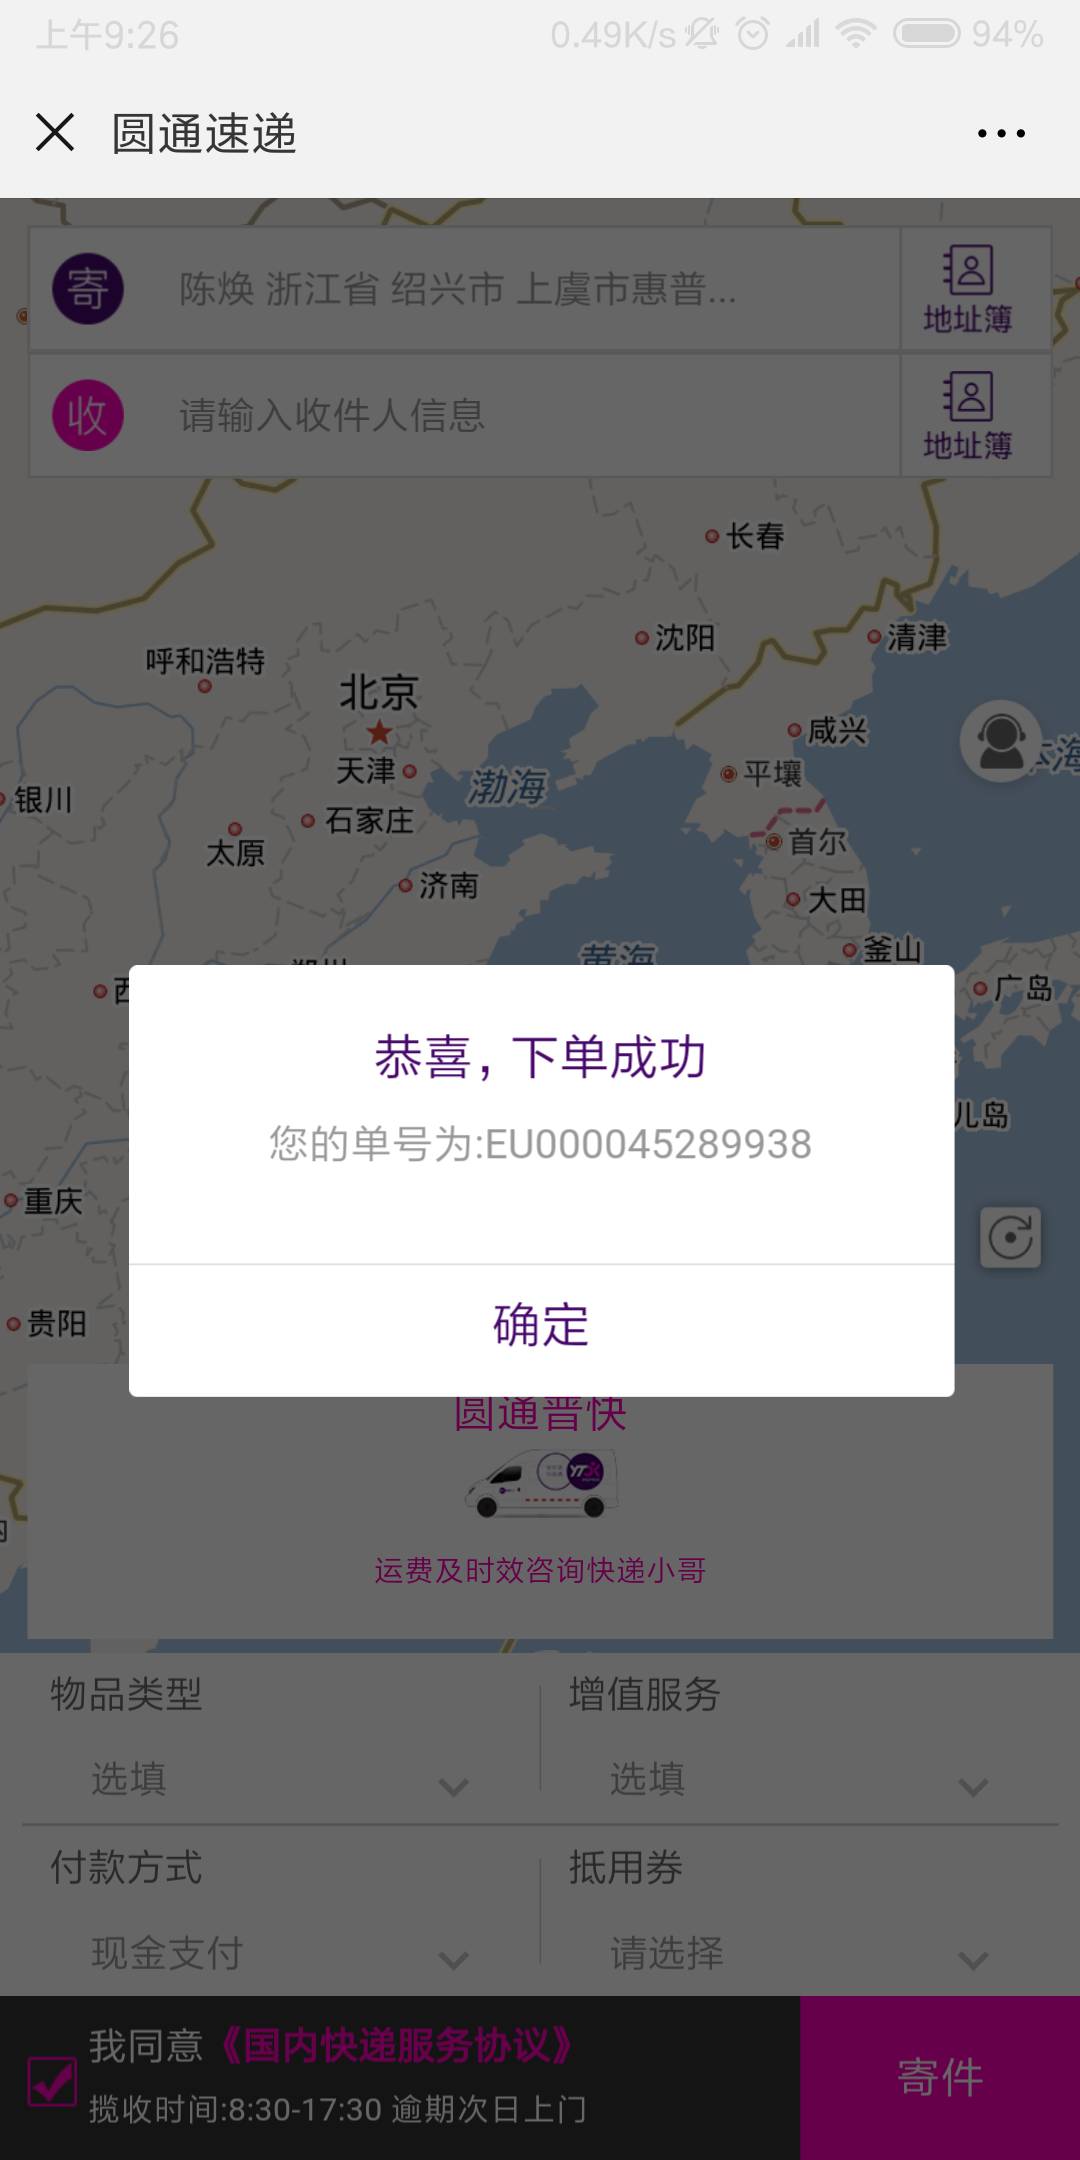 上午9:26
0.49K/s
94%
圆通速递
寄
陈焕 浙江省 绍兴市 上虞市惠普...
地址簿
收
请输入收件人信息
地址簿
长春
沈阳
清津
呼和浩特
北京
咸兴
天津
渤海
平壤
银川
石家庄
太原
首尔
济南
大田
黄海
釜山
广岛
恭喜，下单成功
您的单号为:EU000045289938
儿岛
重庆
确定
贵阳
圆通普快
运费及时效咨询快递小哥
物品类型
增值服务
选填
选填
付款方式
抵用券
现金支付
请选择
我同意《国内快递服务协议》
揽收时间:8:30-17:30 逾期次日上门
寄件